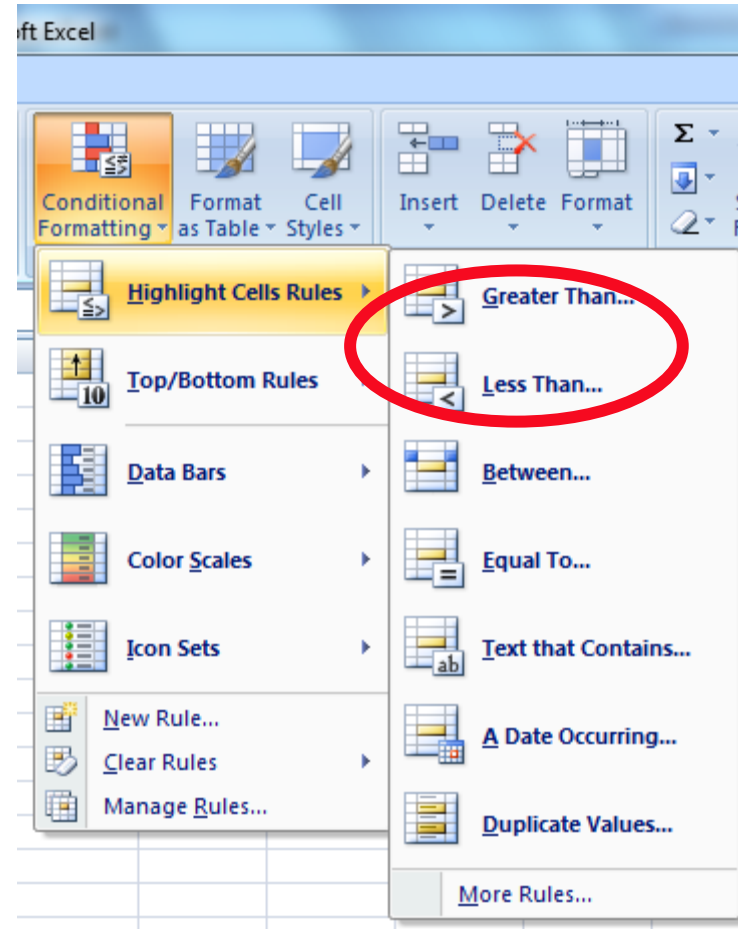 oft Excel
Conditional Formatting
Format as Table
Cell Styles
Insert
Delete
Format
Σ
Highlight Cells Rules
Top/Bottom Rules
10
Data Bars
Color Scales
Icon Sets
New Rule...
Clear Rules
Manage Rules...
Greater Than...
>
Less Than...
<
Between...
Equal To...
=
Text that Contains...
ab
A Date Occurring...
Duplicate Values...
More Rules...